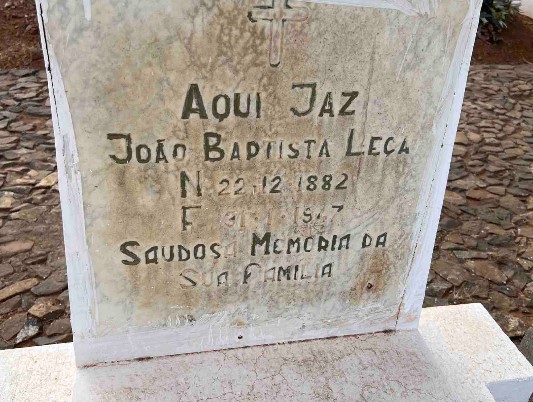 AQUI JAZ
JOÃO BAPTISTA LEÇA
N 22.12 1882
F
SAUDOSA MEMORIA DA
SUA FAMILIA